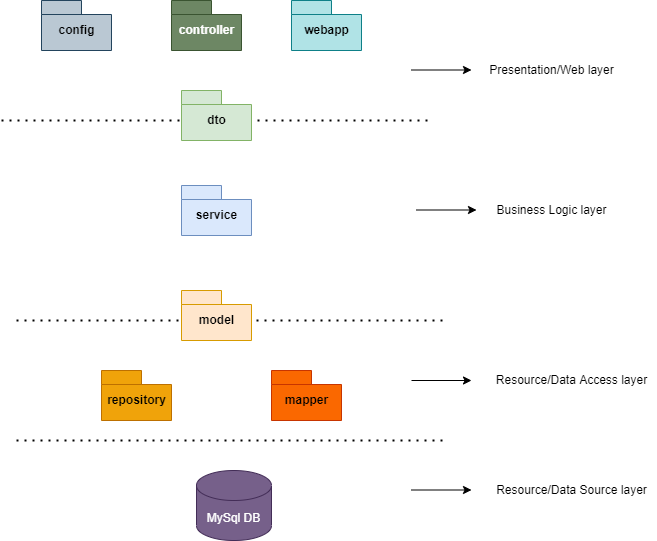 config
controller
webapp
Presentation/Web layer
dto
service
Business Logic layer
model
Resource/Data Access layer
repository
mapper
MySql DB
Resource/Data Source layer